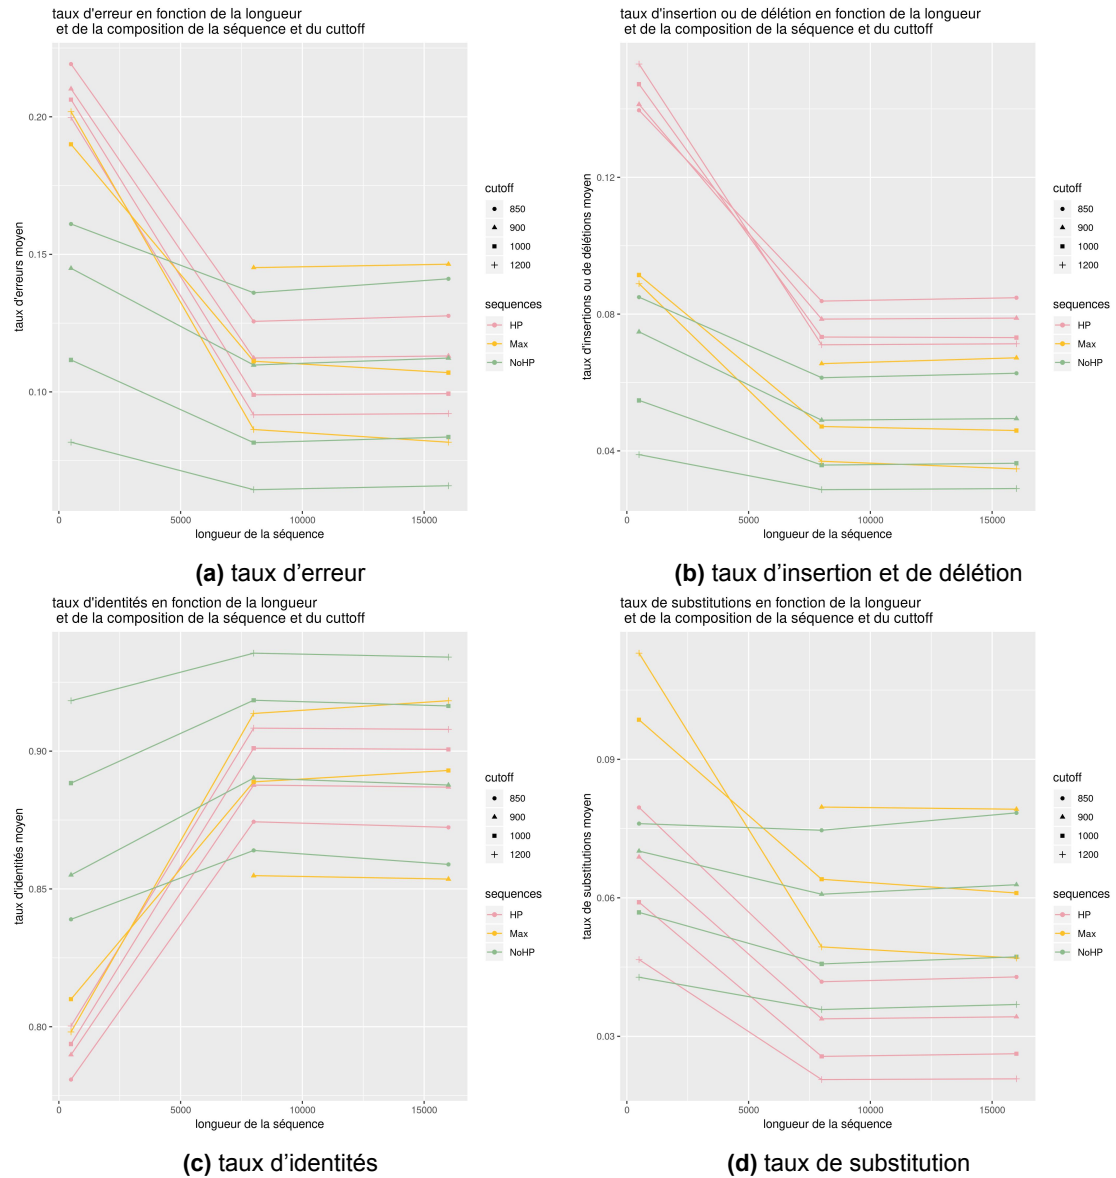 taux d'erreur en fonction de la longueur
et de la composition de la séquence et du cuttoff
0.20
0.15
0.10
taux d'erreurs moyen
0
5000
10000
15000
longueur de la séquence
cutoff
850
900
1000
1200
sequences
HP
Max
NoHP
(a) taux d'erreur
taux d'insertion ou de délétion en fonction de la longueur
et de la composition de la séquence et du cuttoff
0.12
0.08
0.04
taux d'insertions ou de délétions moyen
0
5000
10000
15000
longueur de la séquence
cutoff
850
900
1000
1200
sequences
HP
Max
NoHP
(b) taux d'insertion et de délétion
taux d'identités en fonction de la longueur
et de la composition de la séquence et du cuttoff
0.90
0.85
0.80
taux d'identités moyen
0
5000
10000
15000
longueur de la séquence
cutoff
850
900
1000
1200
sequences
HP
Max
NoHP
(c) taux d'identités
taux de substitutions en fonction de la longueur
et de la composition de la séquence et du cuttoff
0.09
0.06
0.03
taux de substitutions moyen
0
5000
10000
15000
longueur de la séquence
cutoff
850
900
1000
1200
sequences
HP
Max
NoHP
(d) taux de substitution